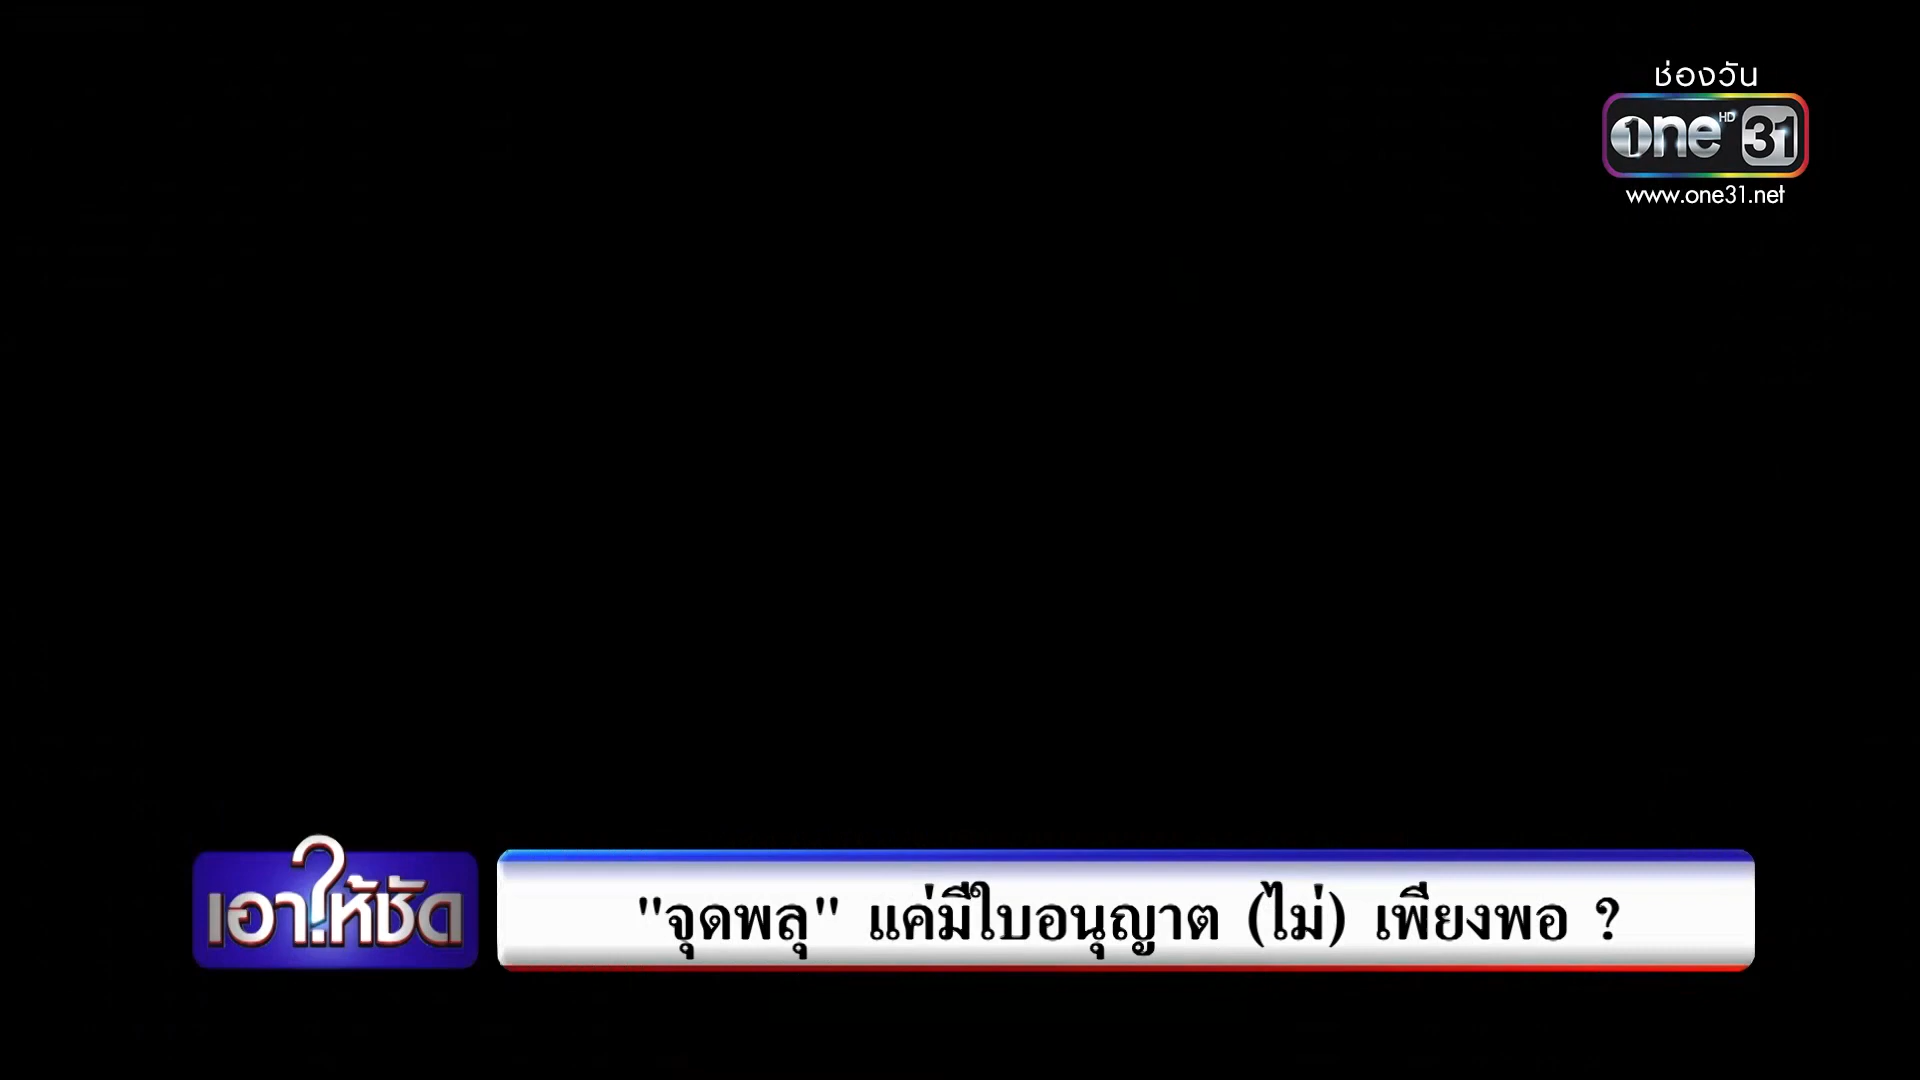 ช่องวัน
one HD 31
www.one31.net
เอาให้ชัด
"จุดพลุ" แค่มีใบอนุญาต (ไม่) เพียงพอ ?